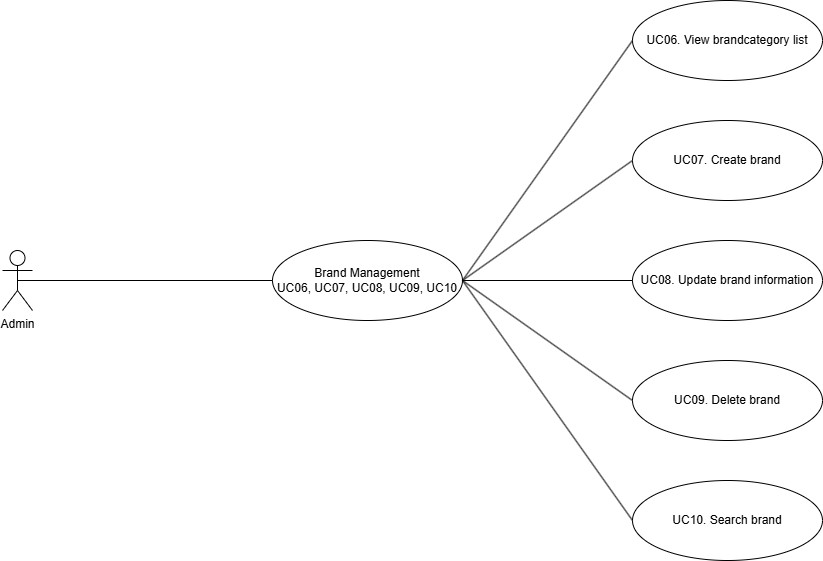 UC06. View brandcategory list
UC07. Create brand
Brand Management
UC06, UC07, UC08, UC09, UC10
UC08. Update brand information
Admin
UC09. Delete brand
UC10. Search brand